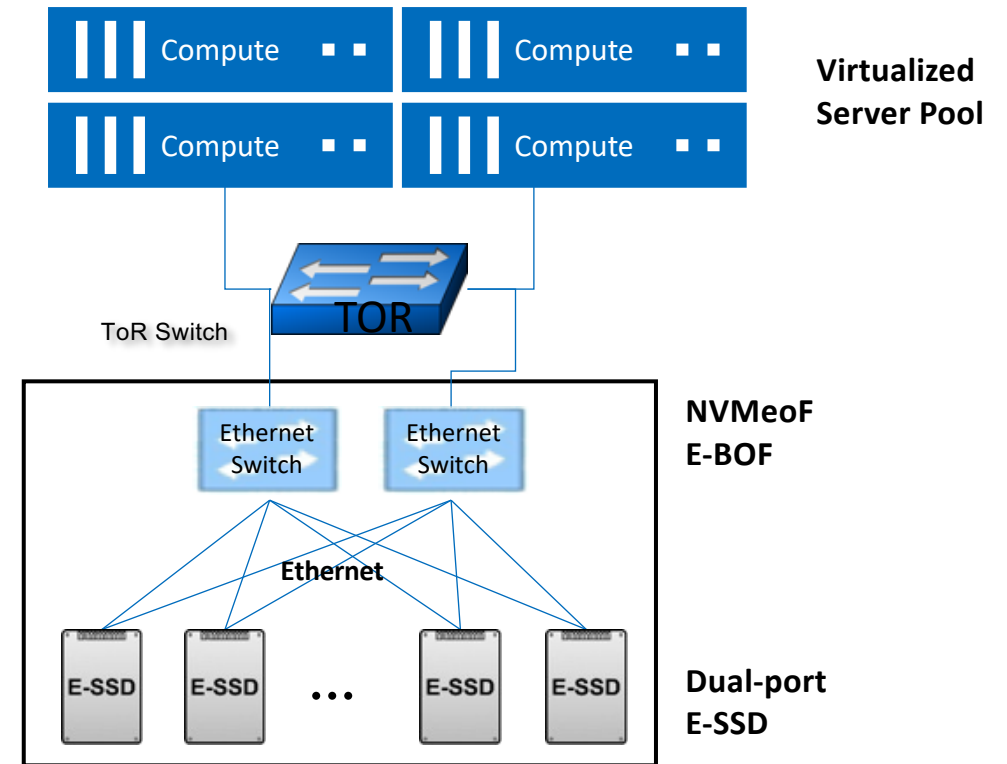 Compute
Compute
Virtualized
Server Pool
Compute
Compute
TOR
ToR Switch
NVMeoF
E-BOF
Ethernet
Switch
Ethernet
Switch
Ethernet
E-SSD
E-SSD
...
E-SSD
E-SSD
Dual-port
E-SSD